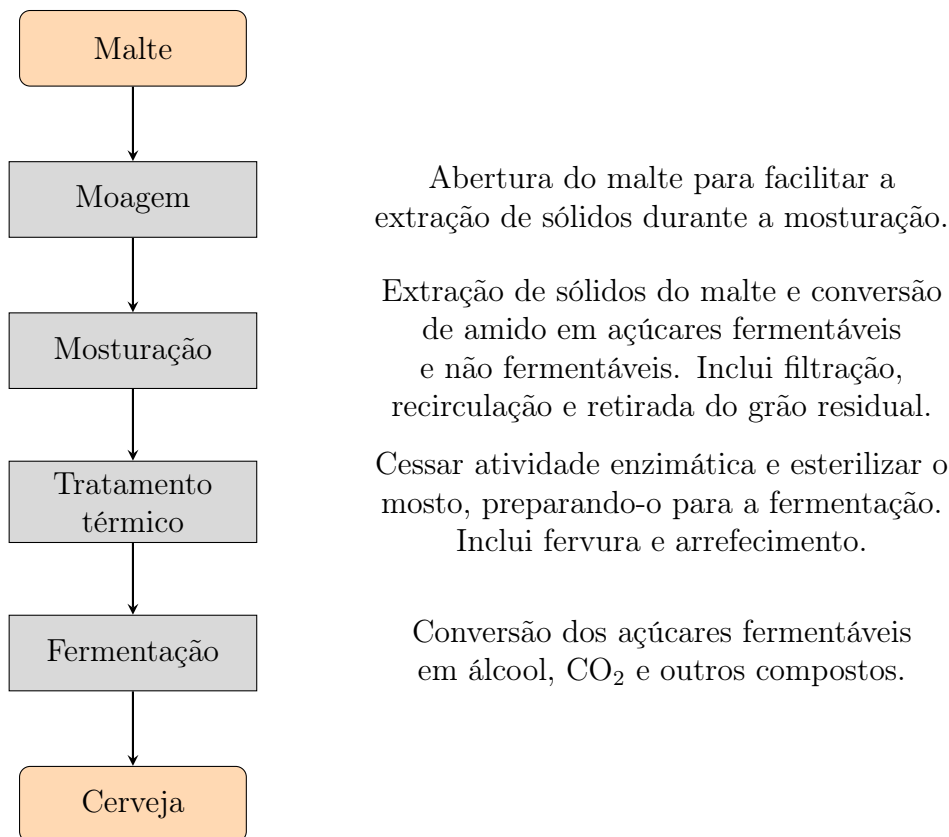 Malte
Moagem
Abertura do malte para facilitar a
extração de sólidos durante a mosturação.
Mosturação
Extração de sólidos do malte e conversão
de amido em açúcares fermentáveis
e não fermentáveis. Inclui filtração,
recirculação e retirada do grão residual.
Tratamento
térmico
Cessar atividade enzimática e esterilizar o
mosto, preparando-o para a fermentação.
Inclui fervura e arrefecimento.
Fermentação
Conversão dos açúcares fermentáveis
em álcool, CO₂ e outros compostos.
Cerveja